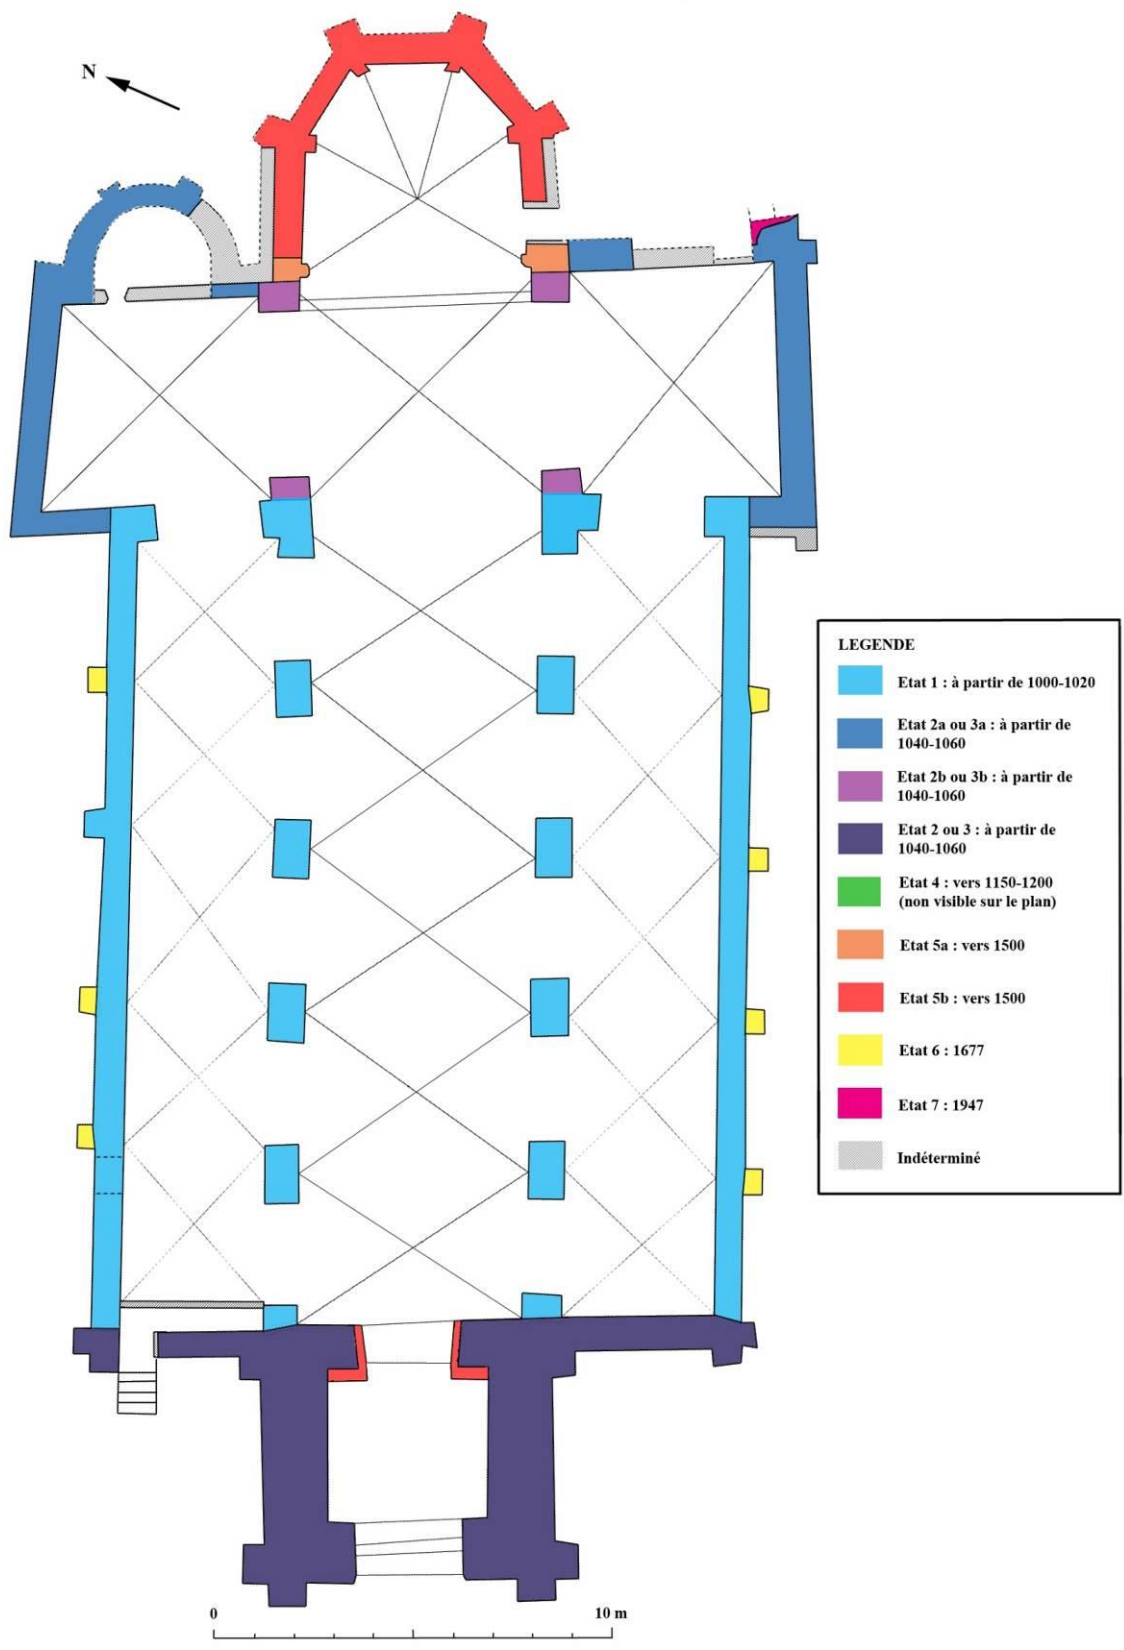 N
LEGENDE
Etat 1 : à partir de 1000-1020
Etat 2a ou 3a : à partir de
1040-1060
Etat 2b ou 3b : à partir de
1040-1060
Etat 2 ou 3 : à partir de
1040-1060
Etat 4 : vers 1150-1200
(non visible sur le plan)
Etat 5a : vers 1500
Etat 5b : vers 1500
Etat 6 : 1677
Etat 7 : 1947
Indéterminé
0 10 m